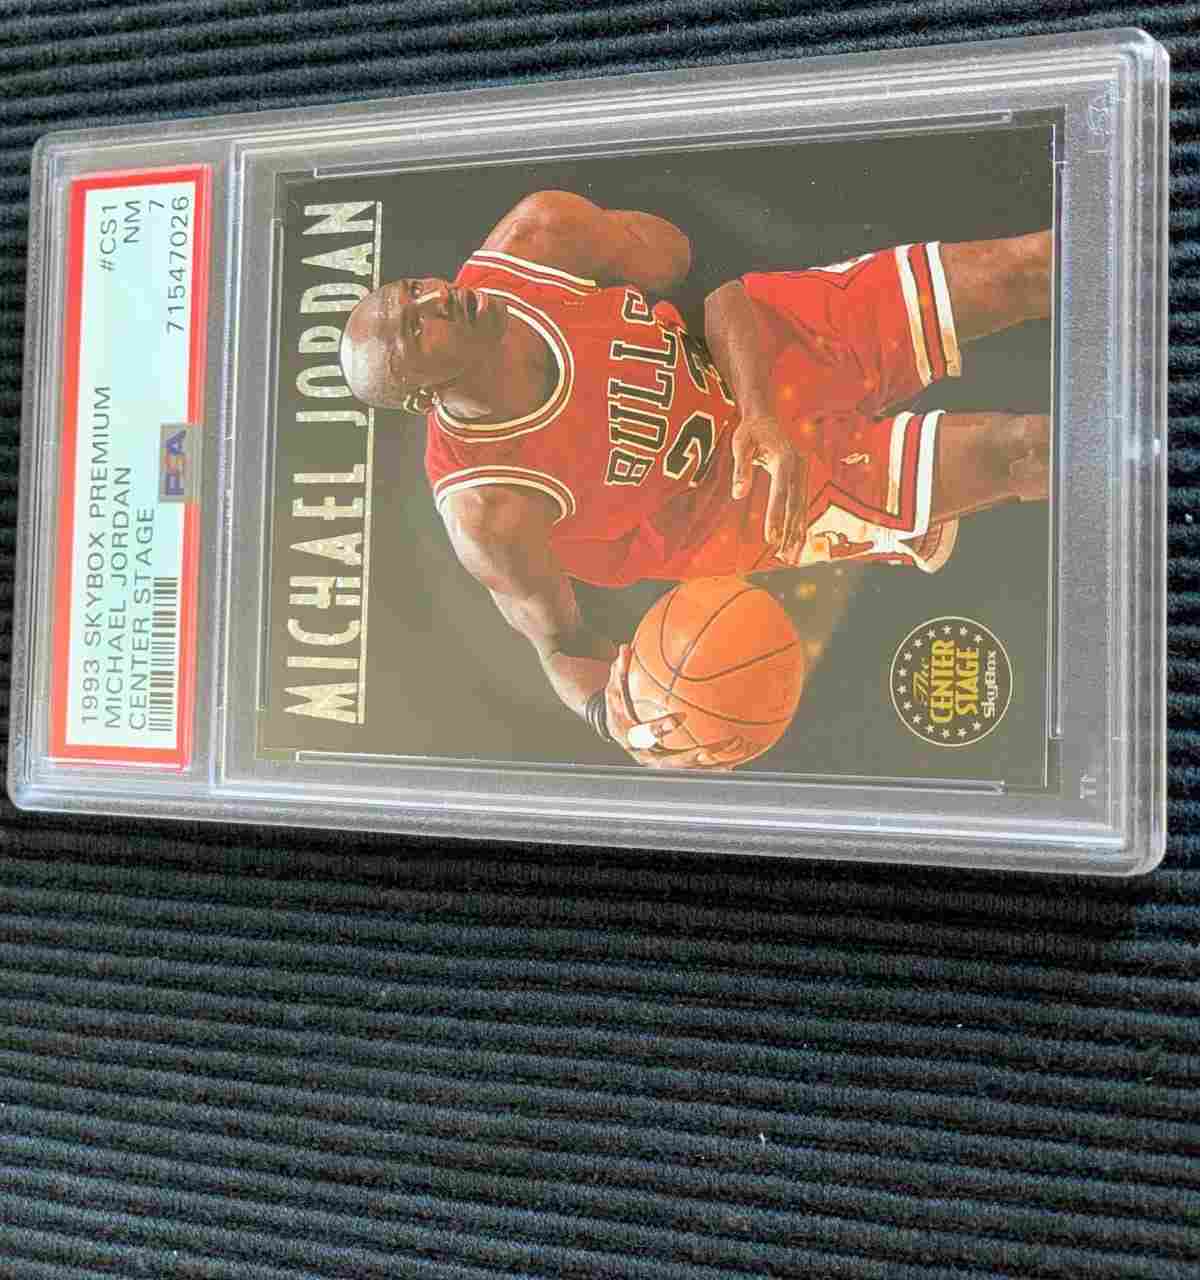 1993 SKYBOX PREMIUM #CS1
MICHAEL JORDAN NM
CENTER STAGE 7
PSA 71547026
MICHAEL JORDAN
BULLS
23
The
CENTER
STAGE
SkyBox